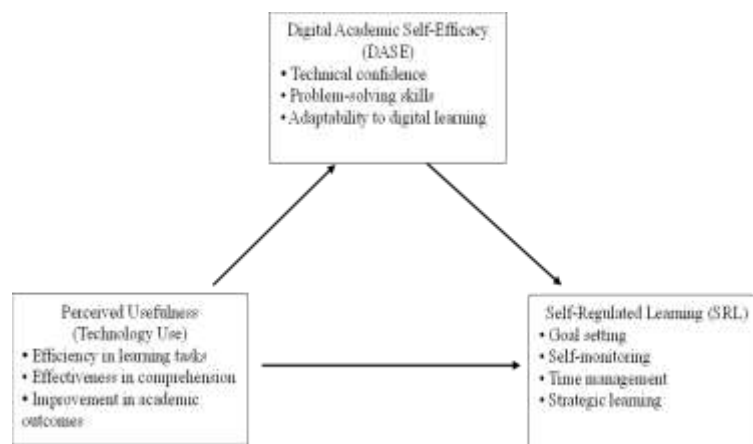 Digital Academic Self-Efficacy
(DASE)
• Technical confidence
• Problem-solving skills
• Adaptability to digital learning
Perceived Usefulness
(Technology Use)
• Efficiency in learning tasks
• Effectiveness in comprehension
• Improvement in academic
outcomes
Self-Regulated Learning (SRL)
• Goal setting
• Self-monitoring
• Time management
• Strategic learning